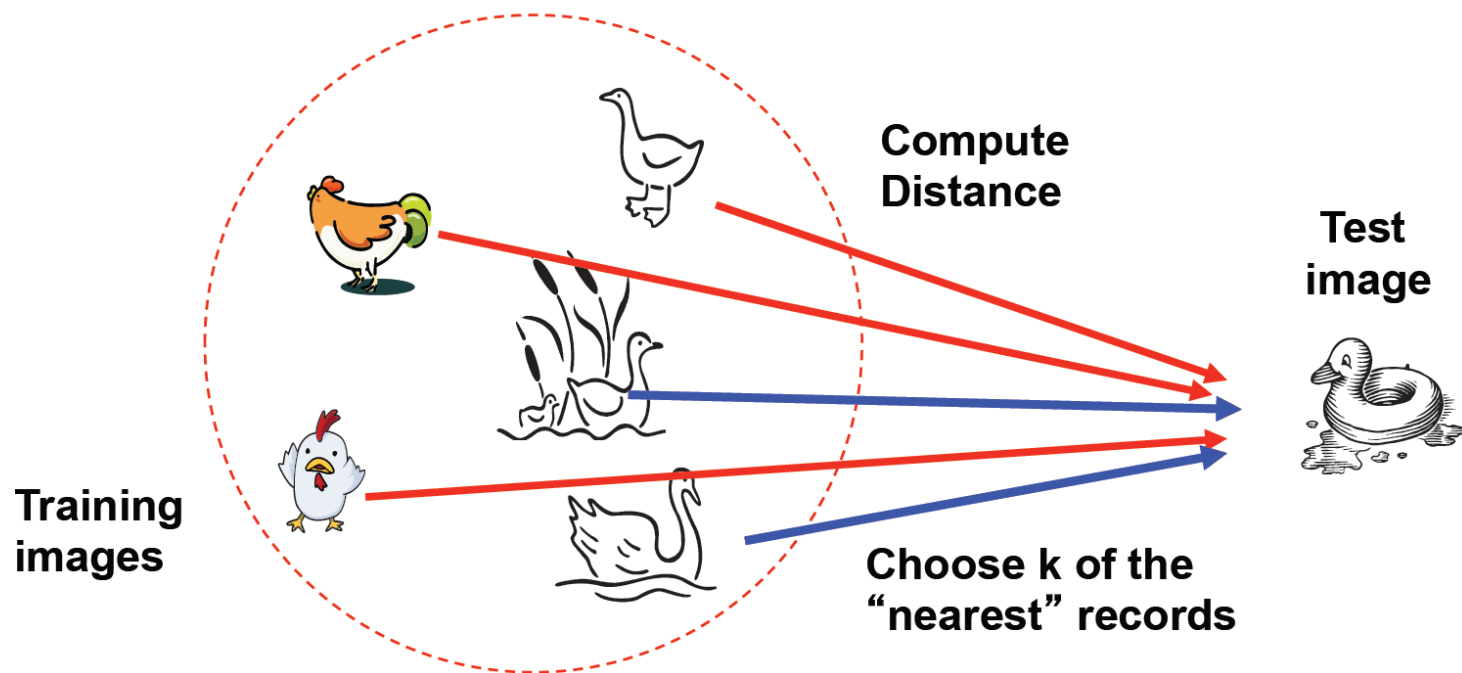 Compute
Distance
Test
image
Training
images
Choose k of the
“nearest” records